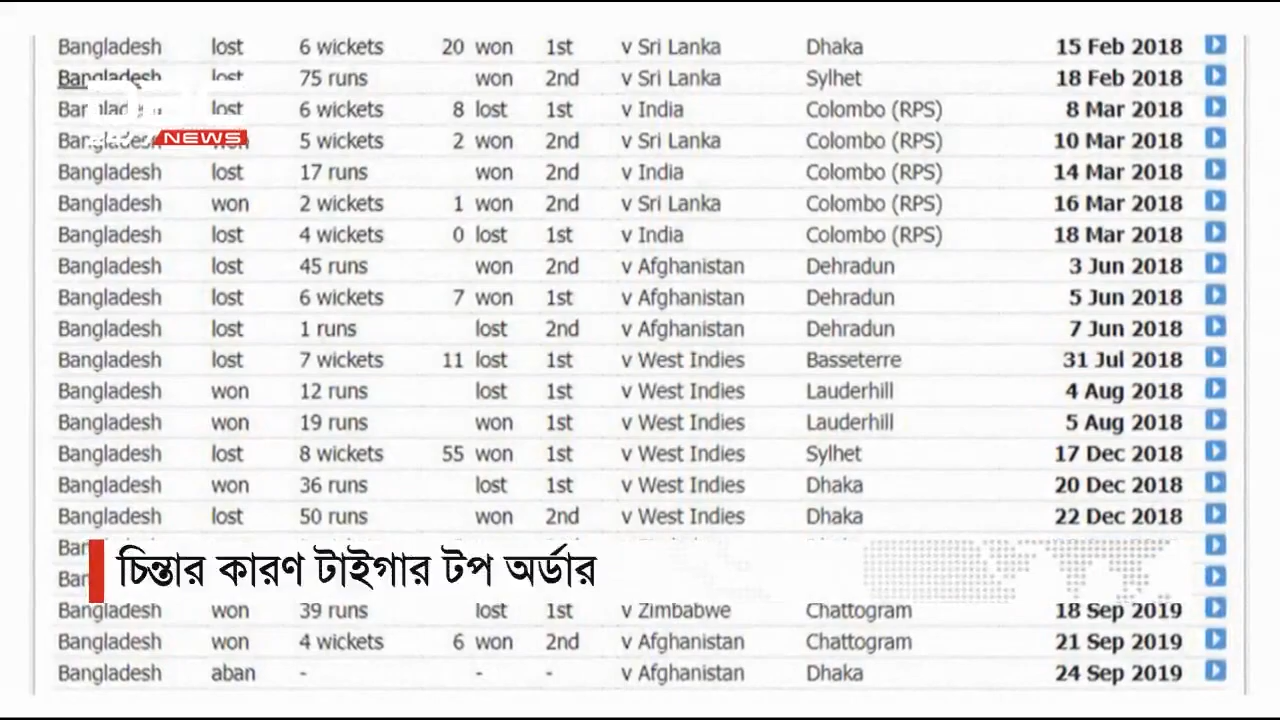 Bangladesh lost 6 wickets 20 won 1st v Sri Lanka Dhaka 15 Feb 2018
Bangladesh lost 75 runs won 2nd v Sri Lanka Sylhet 18 Feb 2018
Bangladesh lost 6 wickets 8 lost 1st v India Colombo (RPS) 8 Mar 2018
Bangladesh won 5 wickets 2 won 2nd v Sri Lanka Colombo (RPS) 10 Mar 2018
NEWS
Bangladesh lost 17 runs won 2nd v India Colombo (RPS) 14 Mar 2018
Bangladesh won 2 wickets 1 won 2nd v Sri Lanka Colombo (RPS) 16 Mar 2018
Bangladesh lost 4 wickets 0 lost 1st v India Colombo (RPS) 18 Mar 2018
Bangladesh lost 45 runs won 2nd v Afghanistan Dehradun 3 Jun 2018
Bangladesh lost 6 wickets 7 won 1st v Afghanistan Dehradun 5 Jun 2018
Bangladesh lost 1 runs lost 2nd v Afghanistan Dehradun 7 Jun 2018
Bangladesh lost 7 wickets 11 lost 1st v West Indies Basseterre 31 Jul 2018
Bangladesh won 12 runs lost 1st v West Indies Lauderhill 4 Aug 2018
Bangladesh won 19 runs won 1st v West Indies Lauderhill 5 Aug 2018
Bangladesh lost 8 wickets 55 won 1st v West Indies Sylhet 17 Dec 2018
Bangladesh won 36 runs lost 1st v West Indies Dhaka 20 Dec 2018
Bangladesh lost 50 runs won 2nd v West Indies Dhaka 22 Dec 2018
চিন্তার কারণ টাইগার টপ অর্ডার
Bangladesh won 39 runs lost 1st v Zimbabwe Chattogram 18 Sep 2019
Bangladesh won 4 wickets 6 won 2nd v Afghanistan Chattogram 21 Sep 2019
Bangladesh aban - - - v Afghanistan Dhaka 24 Sep 2019